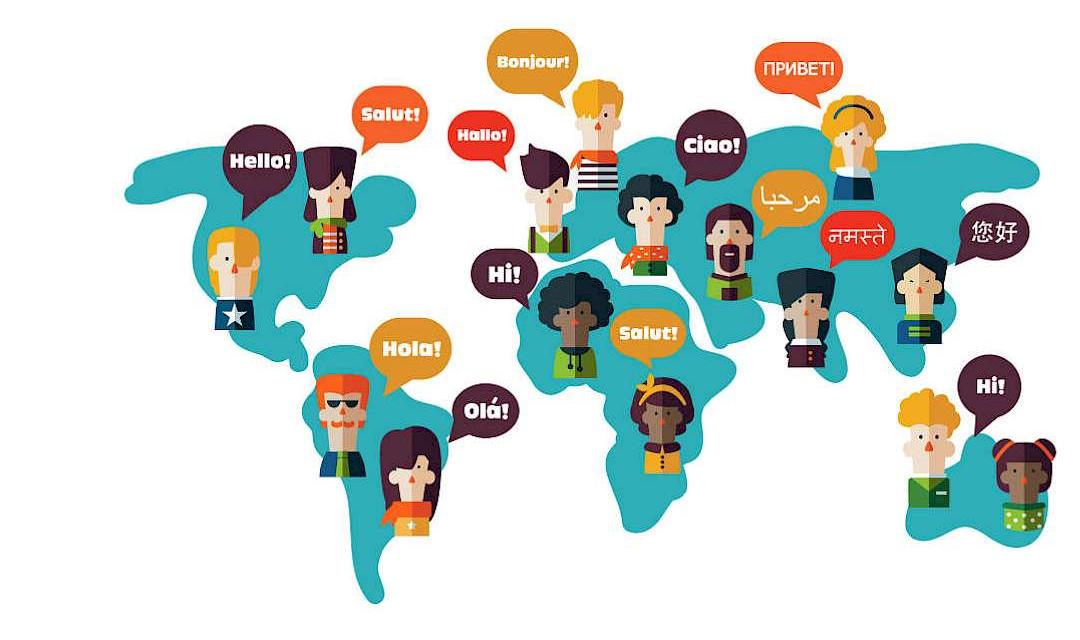 Bonjour!
ПРИВЕТ!
Salut!
Hallo!
Ciao!
Hello!
مرحبا
नमस्ते
您好
Hi!
Salut!
Hola!
Olá!
Hi!